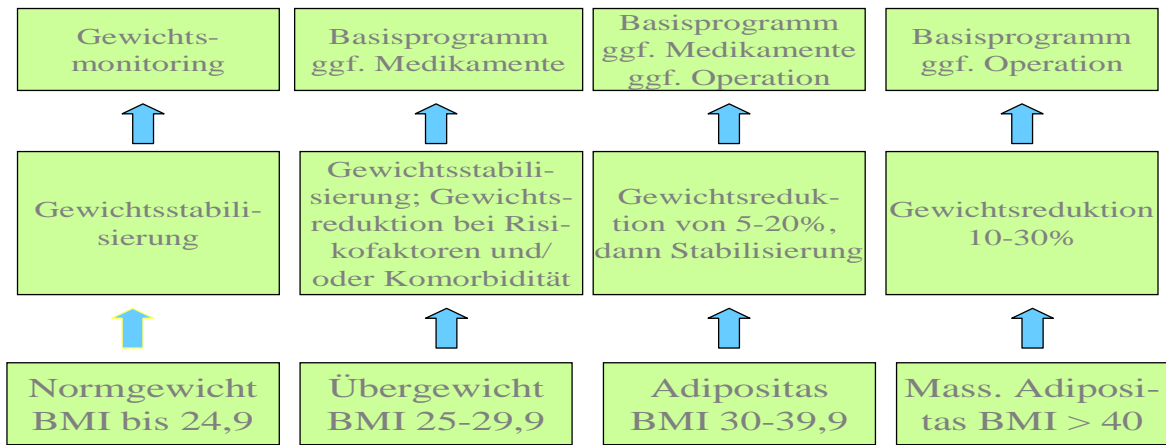 Gewichts-
monitoring
Basisprogramm
ggf. Medikamente
Basisprogramm
ggf. Medikamente
ggf. Operation
Basisprogramm
ggf. Operation
Gewichtsstabili-
sierung
Gewichtsstabili-
sierung; Gewichts-
reduktion bei Risi-
kofaktoren und/
oder Komorbidität
Gewichtsreduk-
tion von 5-20%,
dann Stabilisierung
Gewichtsreduktion
10-30%
Normgewicht
BMI bis 24,9
Übergewicht
BMI 25-29,9
Adipositas
BMI 30-39,9
Mass. Adiposi-
tas BMI > 40